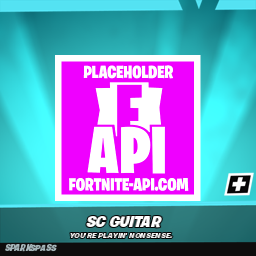 PLACEHOLDER
F
API
FORTNITE-API.COM
SC GUITAR
YOU'RE PLAYIN' NONSENSE.
SPARKSPASS